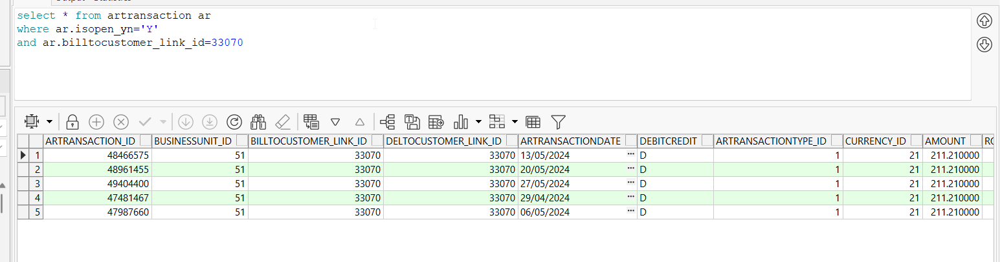 select * from artransaction ar
where ar.isopen_yn='Y'
and ar.billtocustomer_link_id=33070
ARTRANSACTION_ID BUSINESSUNIT_ID BILLTOCUSTOMER_LINK_ID DELTOCUSTOMER_LINK_ID ARTRANSACTIONDATE DEBITCREDIT ARTRANSACTIONTYPE_ID CURRENCY_ID AMOUNT
1 48466575 51 33070 33070 13/05/2024 ... D 1 21 211.210000
2 48961455 51 33070 33070 20/05/2024 ... D 1 21 211.210000
3 49404400 51 33070 33070 27/05/2024 ... D 1 21 211.210000
4 47481467 51 33070 33070 29/04/2024 ... D 1 21 211.210000
5 47987660 51 33070 33070 06/05/2024 ... D 1 21 211.210000